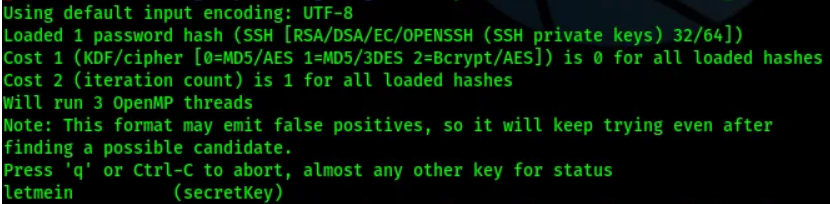 Using default input encoding: UTF-8
Loaded 1 password hash (SSH [RSA/DSA/EC/OPENSSH (SSH private keys) 32/64])
Cost 1 (KDF/cipher [0=MD5/AES 1=MD5/3DES 2=Bcrypt/AES]) is 0 for all loaded hashes
Cost 2 (iteration count) is 1 for all loaded hashes
Will run 3 OpenMP threads
Note: This format may emit false positives, so it will keep trying even after
finding a possible candidate.
Press 'q' or Ctrl-C to abort, almost any other key for status
letmein          (secretKey)